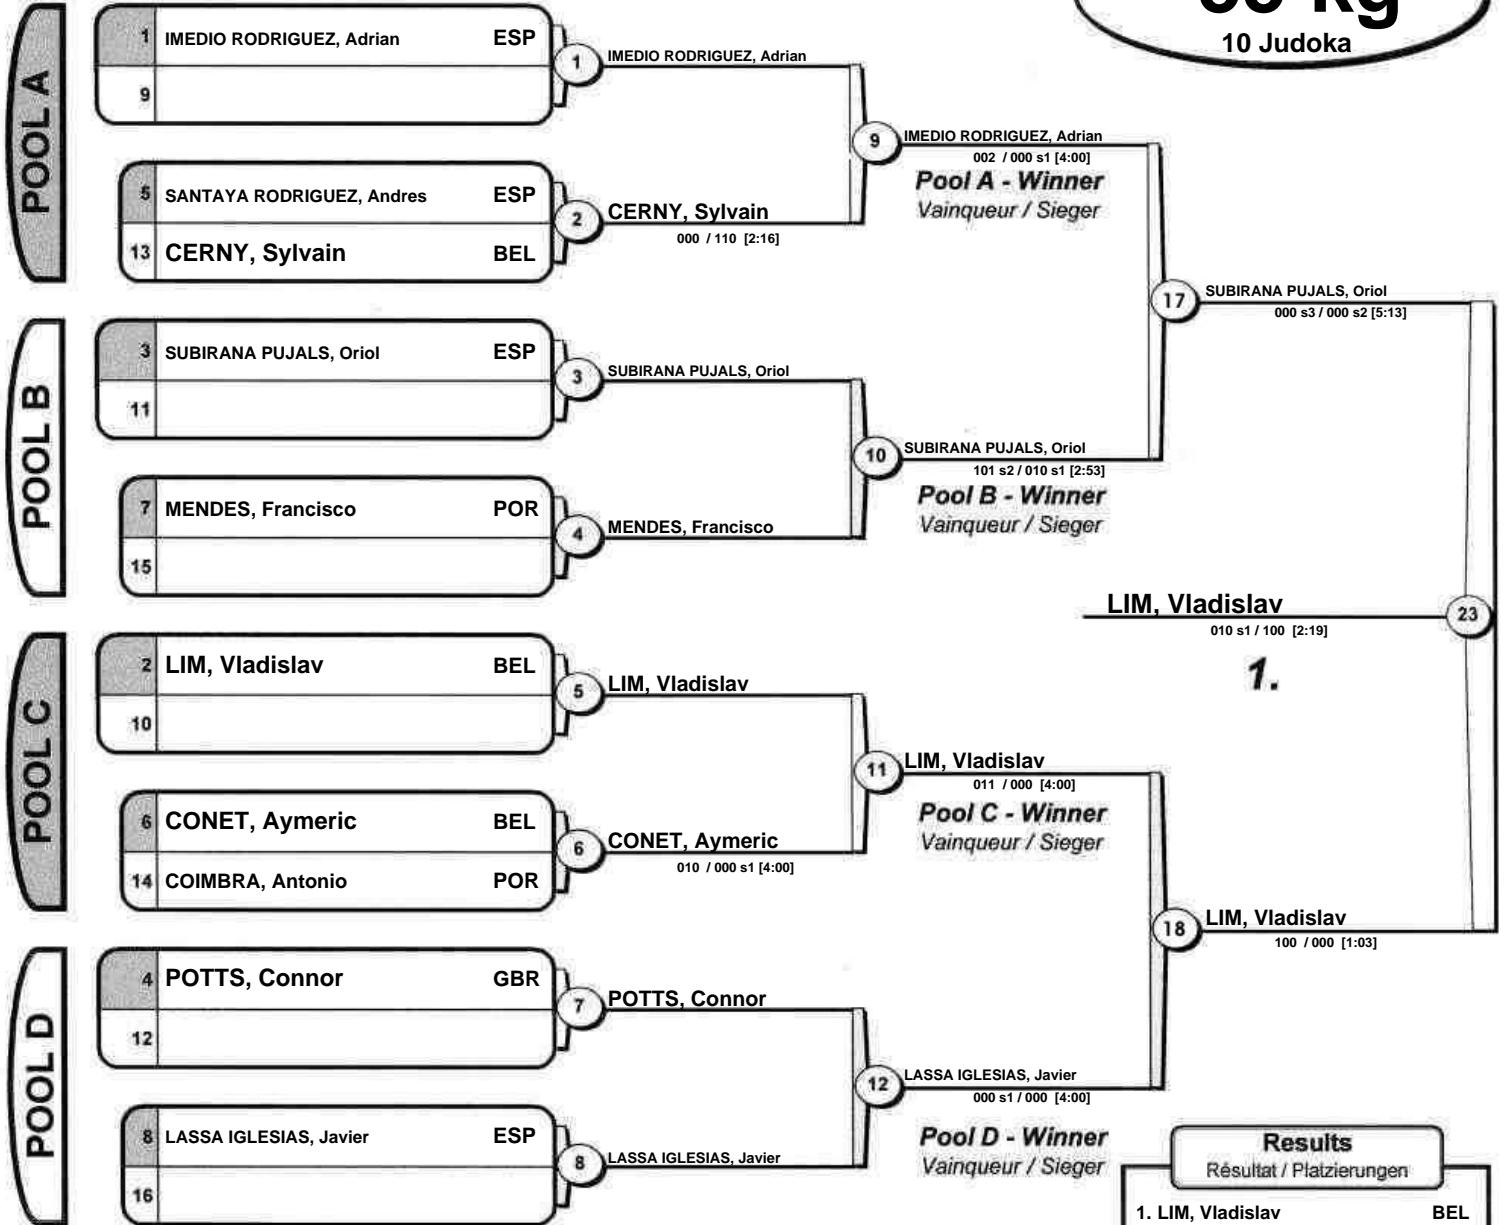 10 Judoka
POOL A
1 IMEDIO RODRIGUEZ, Adrian ESP
9
5 SANTAYA RODRIGUEZ, Andres ESP
13 CERNY, Sylvain BEL
1 IMEDIO RODRIGUEZ, Adrian
2 CERNY, Sylvain
000 / 110 [2:16]
9 IMEDIO RODRIGUEZ, Adrian
002 / 000 s1 [4:00]
Pool A - Winner
Vainqueur / Sieger
POOL B
3 SUBIRANA PUJALS, Oriol ESP
11
7 MENDES, Francisco POR
15
3 SUBIRANA PUJALS, Oriol
4 MENDES, Francisco
10 SUBIRANA PUJALS, Oriol
101 s2 / 010 s1 [2:53]
Pool B - Winner
Vainqueur / Sieger
17 SUBIRANA PUJALS, Oriol
000 s3 / 000 s2 [5:13]
LIM, Vladislav 23
010 s1 / 100 [2:19]
1.
POOL C
2 LIM, Vladislav BEL
10
6 CONET, Aymeric BEL
14 COIMBRA, Antonio POR
5 LIM, Vladislav
6 CONET, Aymeric
010 / 000 s1 [4:00]
11 LIM, Vladislav
011 / 000 [4:00]
Pool C - Winner
Vainqueur / Sieger
18 LIM, Vladislav
100 / 000 [1:03]
POOL D
4 POTTS, Connor GBR
12
8 LASSA IGLESIAS, Javier ESP
16
7 POTTS, Connor
8 LASSA IGLESIAS, Javier
12 LASSA IGLESIAS, Javier
000 s1 / 000 [4:00]
Pool D - Winner
Vainqueur / Sieger
Results
Résultat / Platzierungen
1. LIM, Vladislav BEL